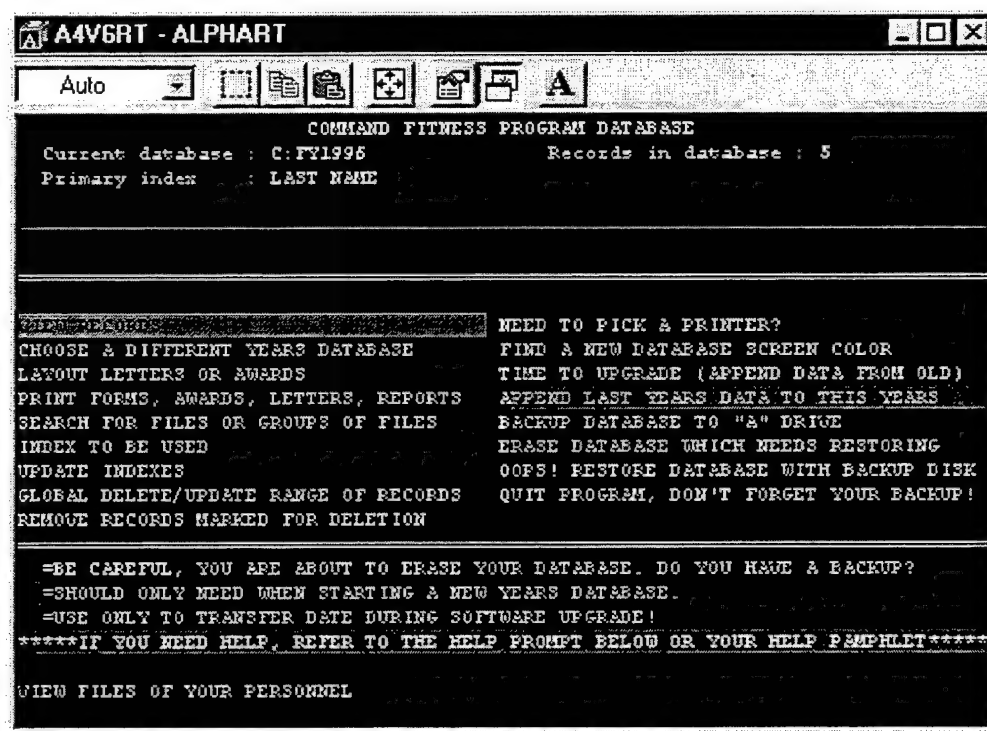 A4V6RT - ALPHART
Auto
A
COMMAND FITNESS PROGRAM DATABASE
Current database : C:FY1996 Records in database : 5
Primary index : LAST NAME
NEED TO PICK A PRINTER?
CHOOSE A DIFFERENT YEARS DATABASE FIND A NEW DATABASE SCREEN COLOR
LAYOUT LETTERS OR AWARDS TIME TO UPGRADE (APPEND DATA FROM OLD)
PRINT FORMS, AWARDS, LETTERS, REPORTS APPEND LAST YEARS DATA TO THIS YEARS
SEARCH FOR FILES OR GROUPS OF FILES BACKUP DATABASE TO "A" DRIVE
INDEX TO BE USED ERASE DATABASE WHICH NEEDS RESTORING
UPDATE INDEXES OOPS! RESTORE DATABASE WITH BACKUP DISK
GLOBAL DELETE/UPDATE RANGE OF RECORDS QUIT PROGRAM, DON'T FORGET YOUR BACKUP!
REMOVE RECORDS MARKED FOR DELETION
=BE CAREFUL, YOU ARE ABOUT TO ERASE YOUR DATABASE. DO YOU HAVE A BACKUP?
=SHOULD ONLY NEED WHEN STARTING A NEW YEARS DATABASE.
=USE ONLY TO TRANSFER DATE DURING SOFTWARE UPGRADE!
*****IF YOU NEED HELP, REFER TO THE HELP PROMPT BELOW OR YOUR HELP PAMPHLET*****
VIEW FILES OF YOUR PERSONNEL